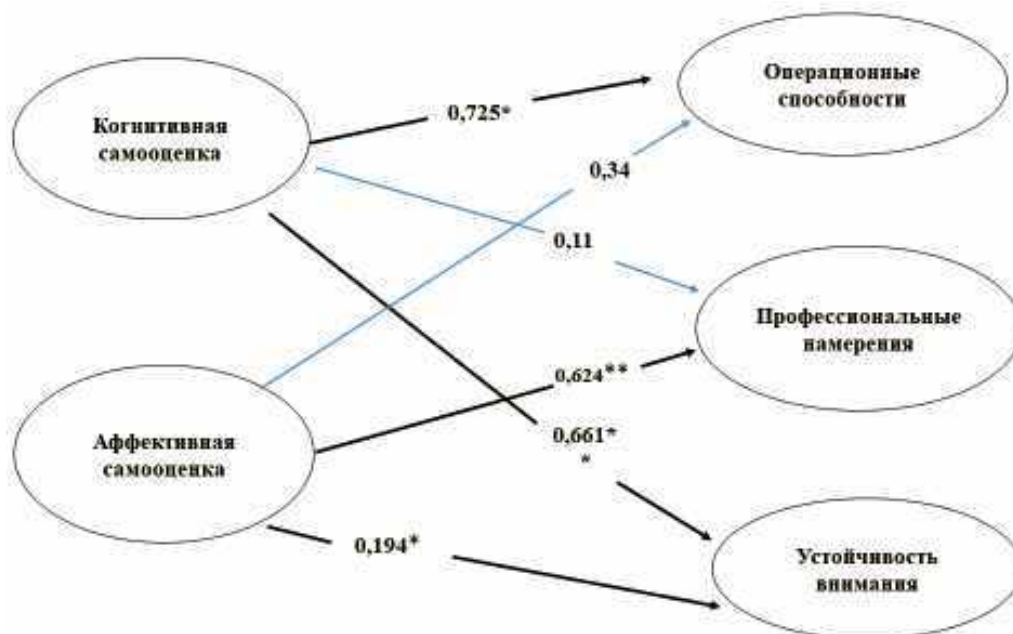 Когнитивная
самооценка
0,725*
Операционные
способности
0,34
0,11
Профессиональные
намерения
0,624**
Аффективная
самооценка
0,661*
*
0,194*
Устойчивость
внимания